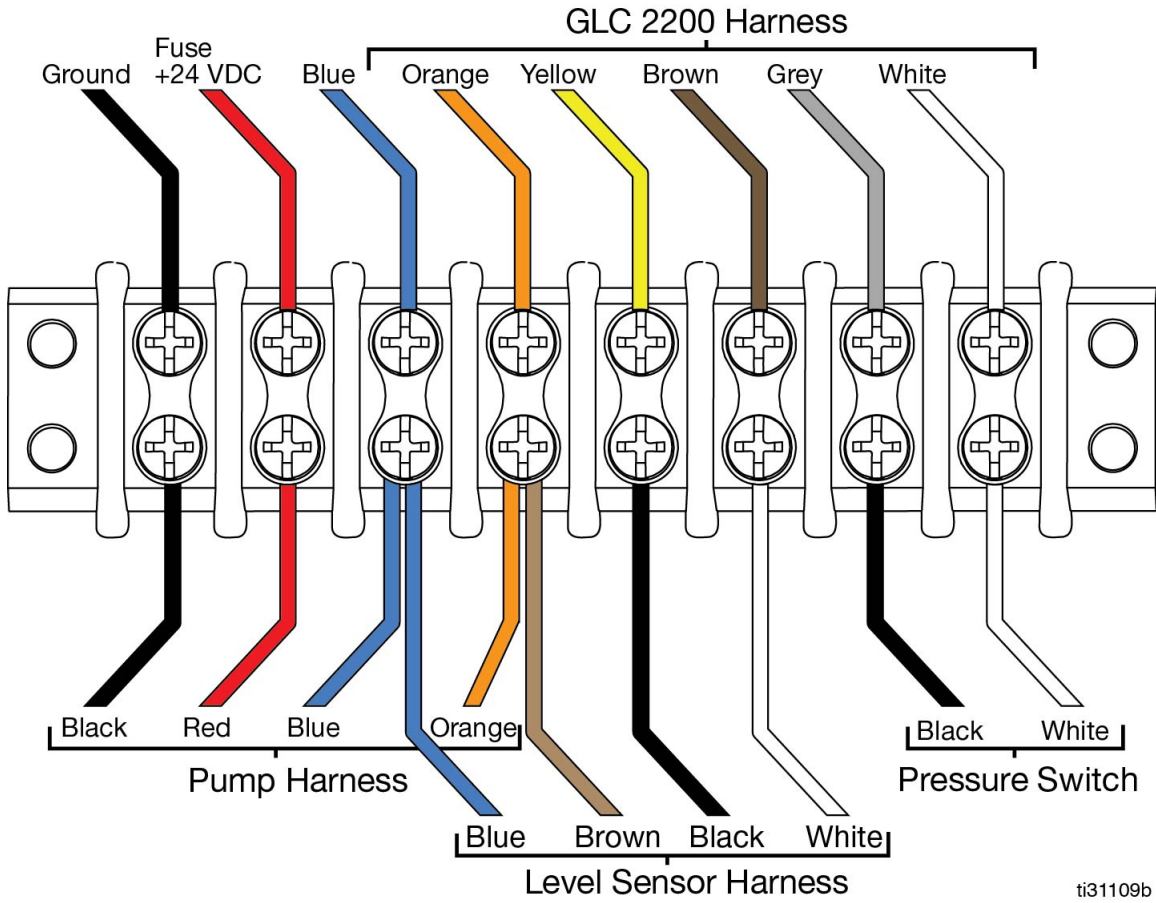 GLC 2200 Harness
Fuse
Ground +24 VDC Blue Orange Yellow Brown Grey White
Black Red Blue Orange Black White
Pump Harness Pressure Switch
Blue Brown Black White
Level Sensor Harness
ti31109b